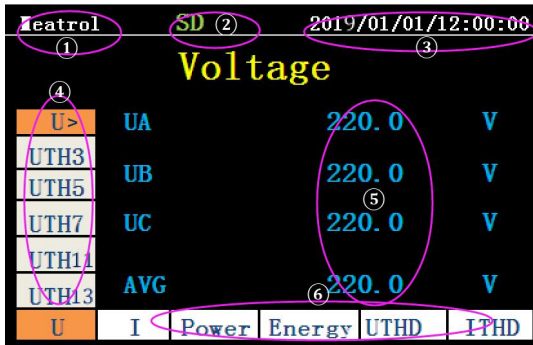 Heatrol SD ② 2019/01/01/12:00:00
① ③
Voltage
④
U> UA 220.0 V
UTH3
UB 220.0 V
UTH5
⑤
UTH7 UC 220.0 V
UTH11
AVG ⑥ 220.0 V
UTH13
U I Power Energy UTHD ITHD